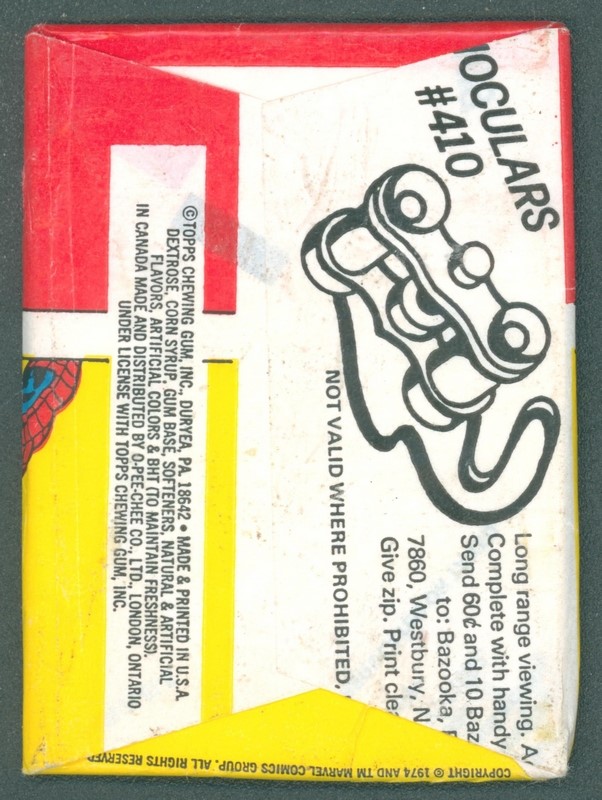 IOCULARS
#410
Long range viewing. A
Complete with handy
Send 60¢ and 10 Baz
to: Bazooka,
7860, Westbury, N
Give zip. Print cle
NOT VALID WHERE PROHIBITED,
©TOPPS CHEWING GUM, INC., DURYEA, PA. 18642 • MADE & PRINTED IN U.S.A.
DEXTROSE, CORN SYRUP, GUM BASE, SOFTENERS, NATURAL & ARTIFICIAL
FLAVORS, ARTIFICIAL COLORS & BHT (TO MAINTAIN FRESHNESS).
IN CANADA MADE AND DISTRIBUTED BY O-PEE-CHEE CO., LTD., LONDON, ONTARIO
UNDER LICENSE WITH TOPPS CHEWING GUM, INC.
COPYRIGHT © 1974 AND TM MARVEL COMICS GROUP. ALL RIGHTS RESERVED